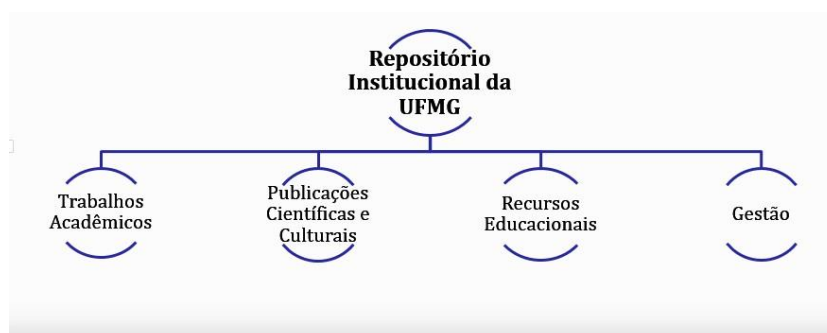 Repositório
Institucional da
UFMG
Trabalhos
Acadêmicos
Publicações
Científicas e
Culturais
Recursos
Educacionais
Gestão